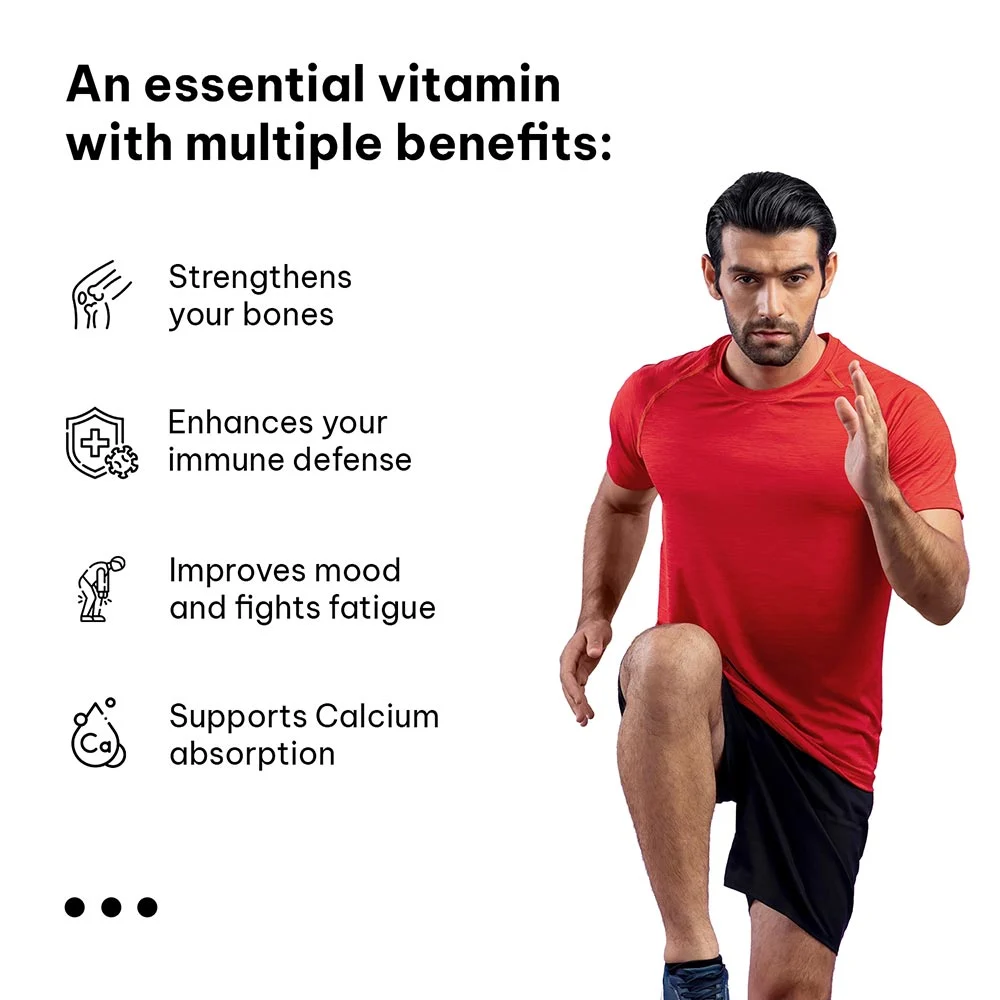 An essential vitamin
with multiple benefits:
Strengthens
your bones
Enhances your
immune defense
Improves mood
and fights fatigue
Ca
Supports Calcium
absorption